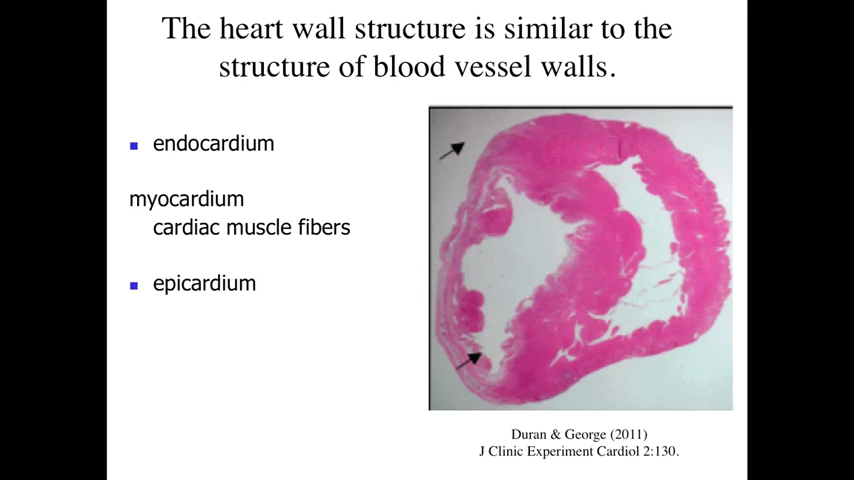 The heart wall structure is similar to the
structure of blood vessel walls.
endocardium
myocardium
cardiac muscle fibers
epicardium
Duran & George (2011)
J Clinic Experiment Cardiol 2:130.